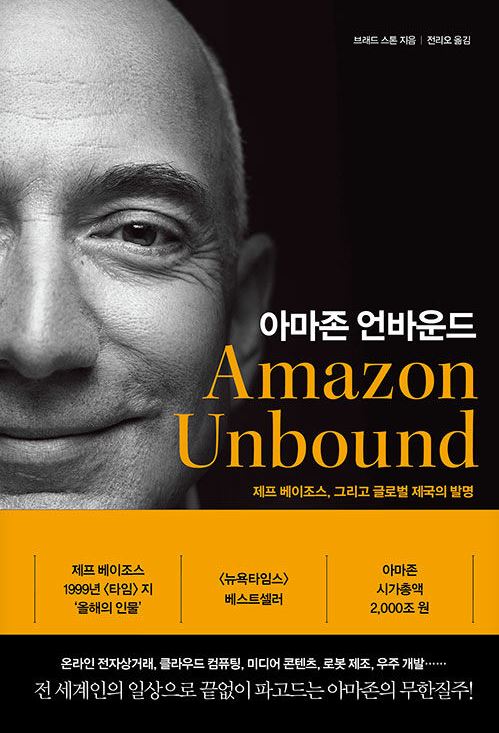 브래드 스톤 지음 | 전리오 옮김
아마존 언바운드
Amazon
Unbound
제프 베이조스, 그리고 글로벌 제국의 발명
제프 베이조스
1999년 〈타임〉 지
‘올해의 인물’
〈뉴욕타임스〉
베스트셀러
아마존
시가총액
2,000조 원
온라인 전자상거래, 클라우드 컴퓨팅, 미디어 콘텐츠, 로봇 제조, 우주 개발……
전 세계인의 일상으로 끝없이 파고드는 아마존의 무한질주!